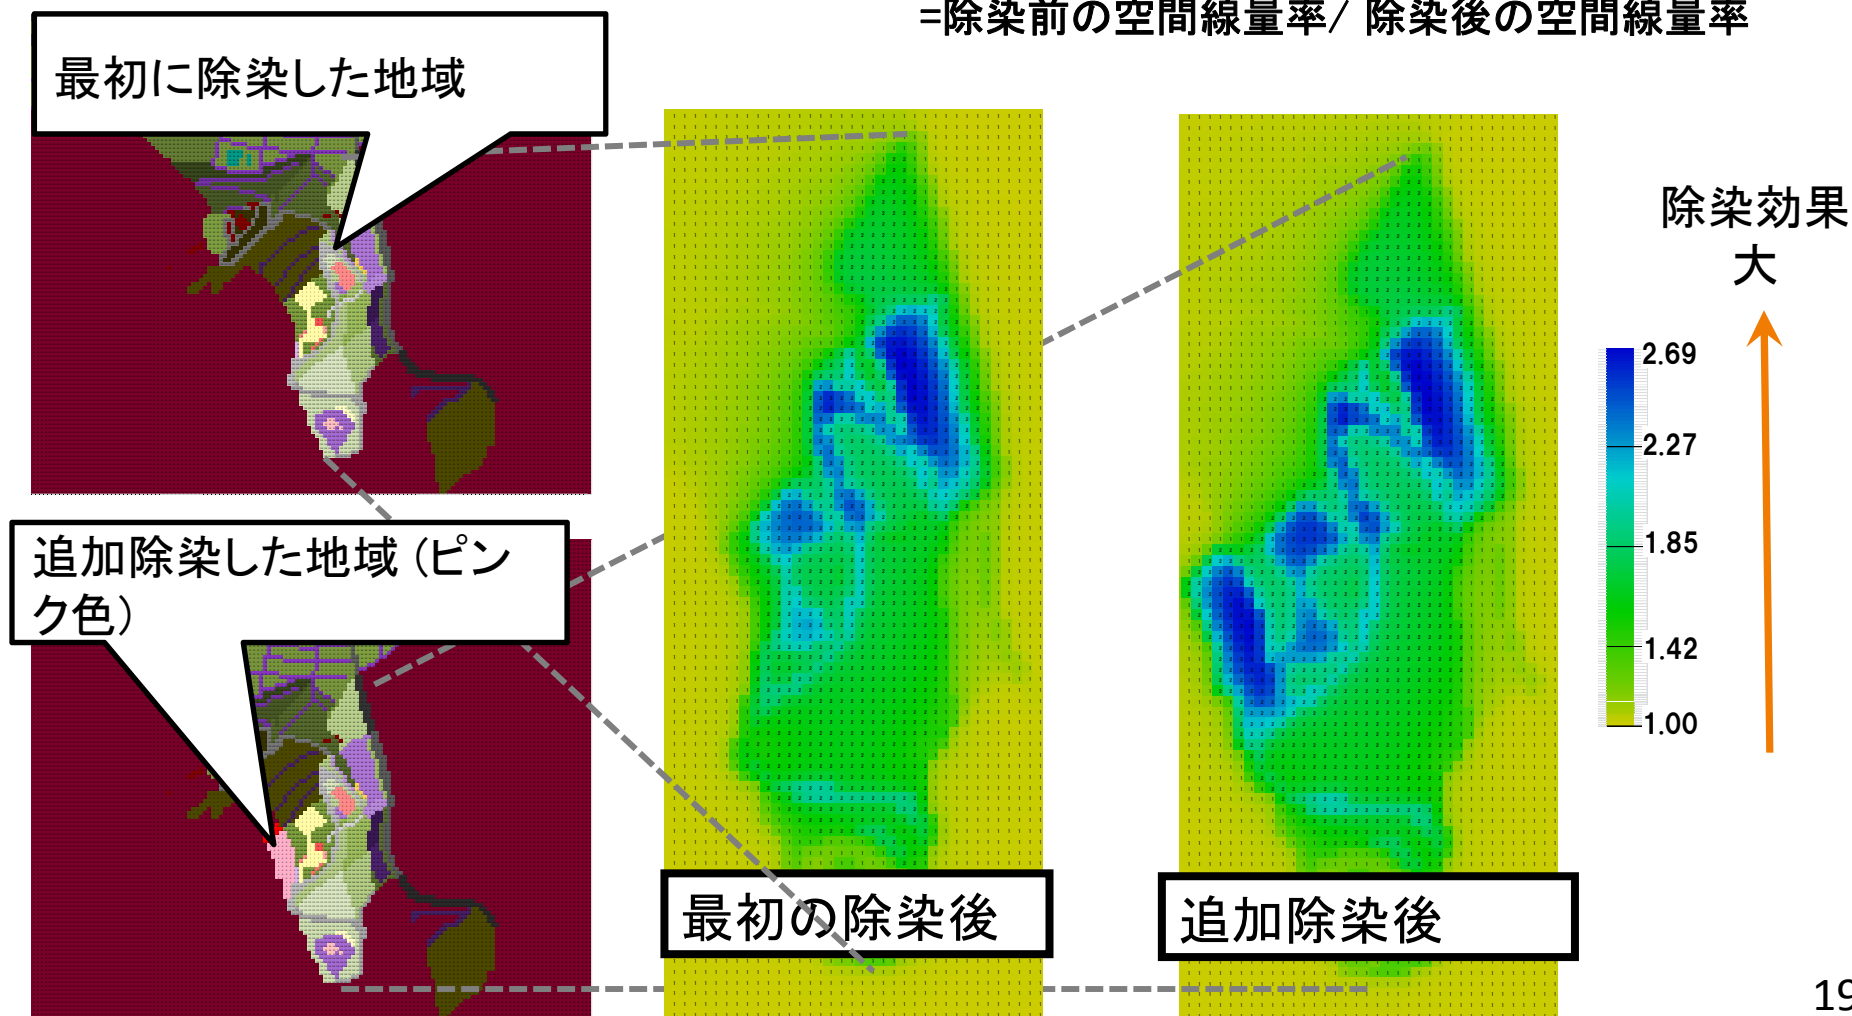 =除染前の空間線量率/ 除染後の空間線量率
最初に除染した地域
除染効果
大
2.69
2.27
1.85
1.42
1.00
追加除染した地域（ピン
ク色）
最初の除染後
追加除染後
19